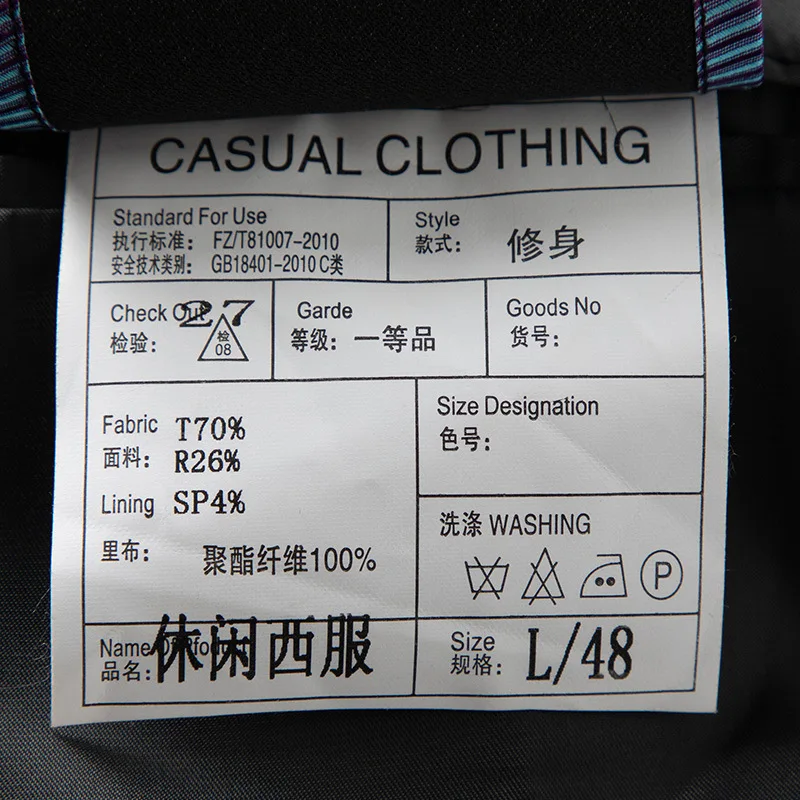 CASUAL CLOTHING
Standard For Use
执行标准： FZ/T81007-2010
安全技术类别： GB18401-2010 C类
Style
款式： 修身
Check Out 27
检验： 检
08
Garde
等级： 一等品
Goods No
货号：
Fabric T70%
面料： R26%
Lining SP4%
里布： 聚酯纤维100%
Size Designation
色号：
洗涤 WASHING
P
Name Of Product
品名： 休闲西服
Size
规格： L/48